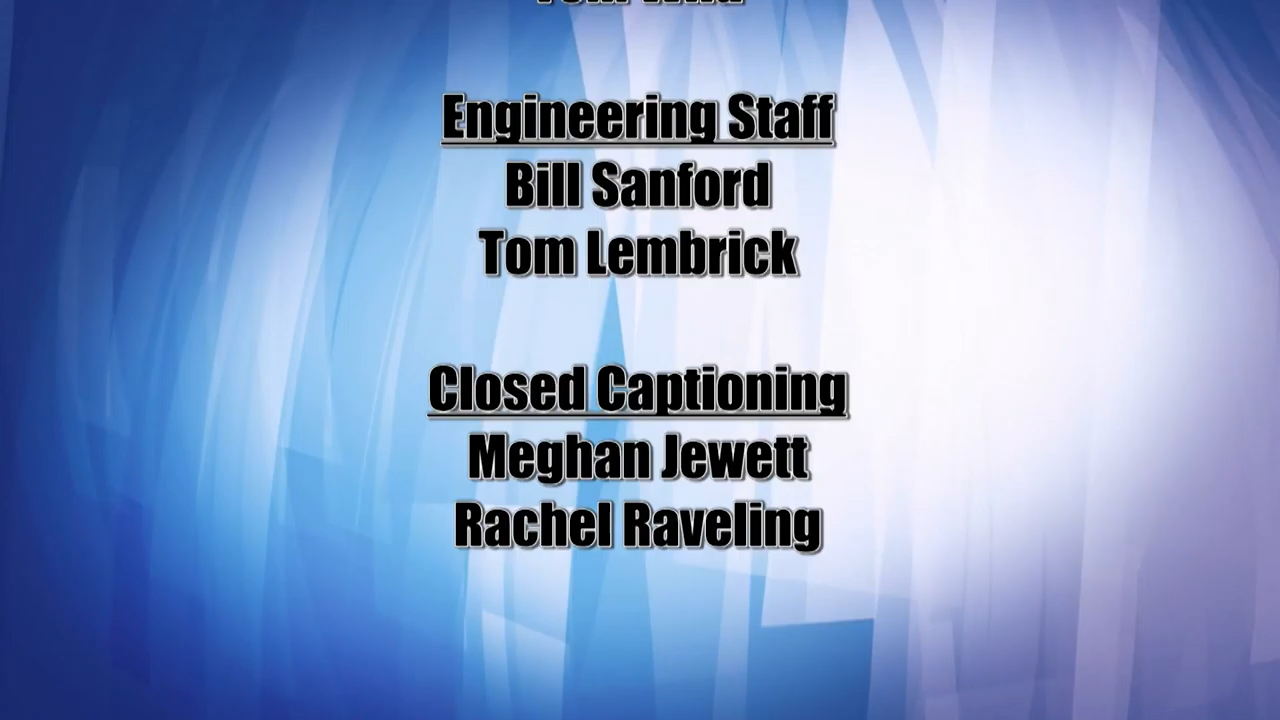 Engineering Staff
Bill Sanford
Tom Lembrick
Closed Captioning
Meghan Jewett
Rachel Raveling